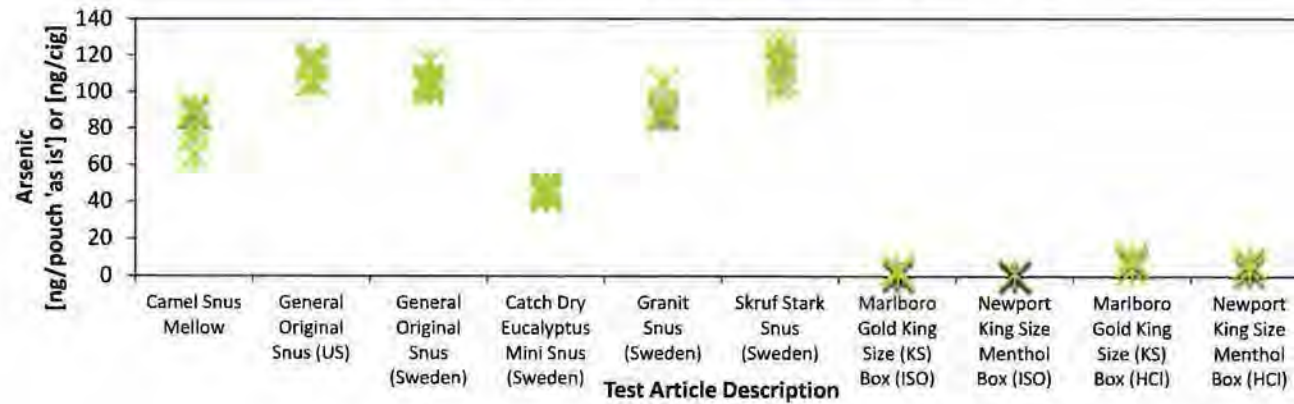 140
120
100
80
60
40
20
0
Arsenic
[ng/pouch 'as is'] or [ng/cig]
Camel Snus
Mellow
General
Original
Snus (US)
General
Original
Snus
(Sweden)
Catch Dry
Eucalyptus
Mini Snus
(Sweden)
Granit
Snus
(Sweden)
Skruf Stark
Snus
(Sweden)
Marlboro
Gold King
Size (KS)
Box (ISO)
Newport
King Size
Menthol
Box (ISO)
Marlboro
Gold King
Size (KS)
Box (HCI)
Newport
King Size
Menthol
Box (HCI)
Test Article Description